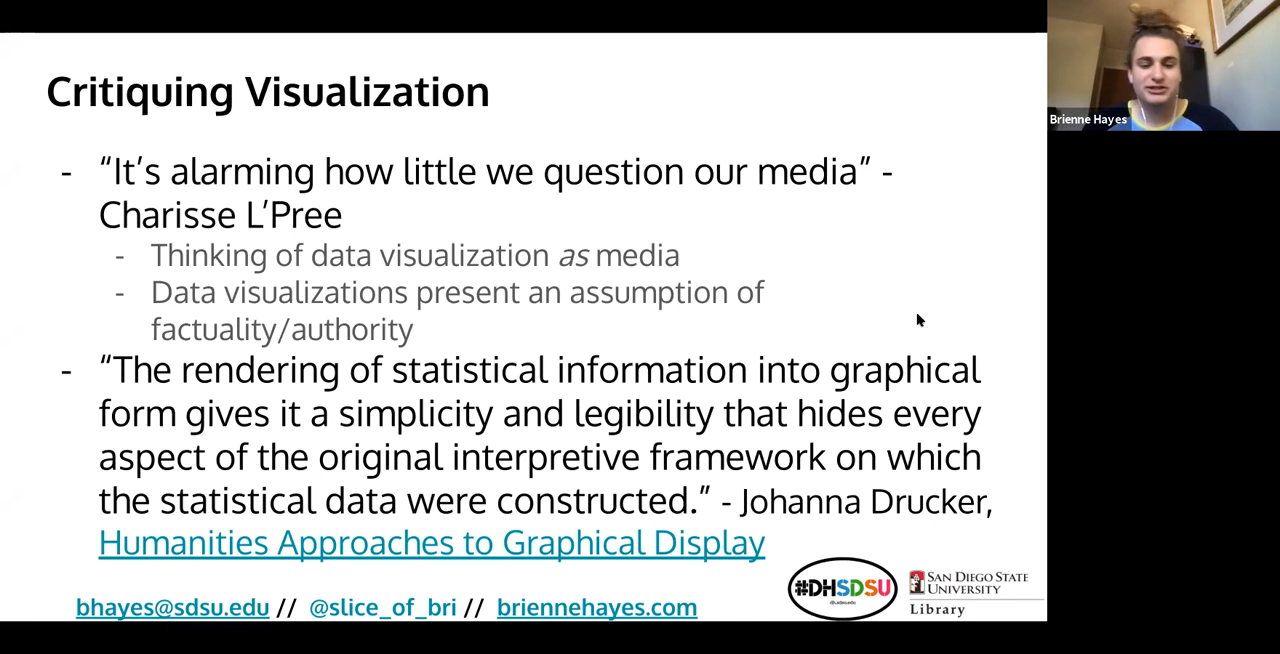 Critiquing Visualization
- “It’s alarming how little we question our media” -
Charisse L’Pree
- Thinking of data visualization as media
- Data visualizations present an assumption of
factuality/authority
- “The rendering of statistical information into graphical
form gives it a simplicity and legibility that hides every
aspect of the original interpretive framework on which
the statistical data were constructed.” - Johanna Drucker,
Humanities Approaches to Graphical Display
bhayes@sdsu.edu // @slice_of_bri // briennehayes.com
#DHSDSU
SAN DIEGO STATE
UNIVERSITY
Library
Brienne Hayes